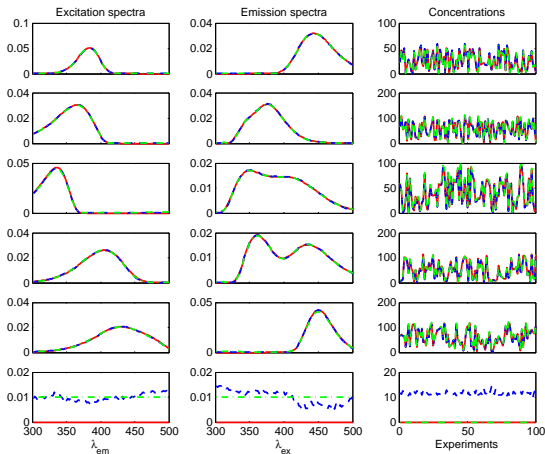 Excitation spectra Emission spectra Concentrations
0.1 0.04 100
0.05 0.02 50
0 0 0
0.04 0.04 200
0.02 0.02 100
0 0 0
0.05 0.02 100
0.01 50
0 0 0
0.04 0.02 200
0.02 0.01 100
0 0 0
0.04 0.05 200
0.02 100
0 0 0
0.02 0.02 20
0.01 0.01 10
0 0 0
300 350 400 450 500 300 350 400 450 500 0 20 40 60 80 100
λem λex Experiments